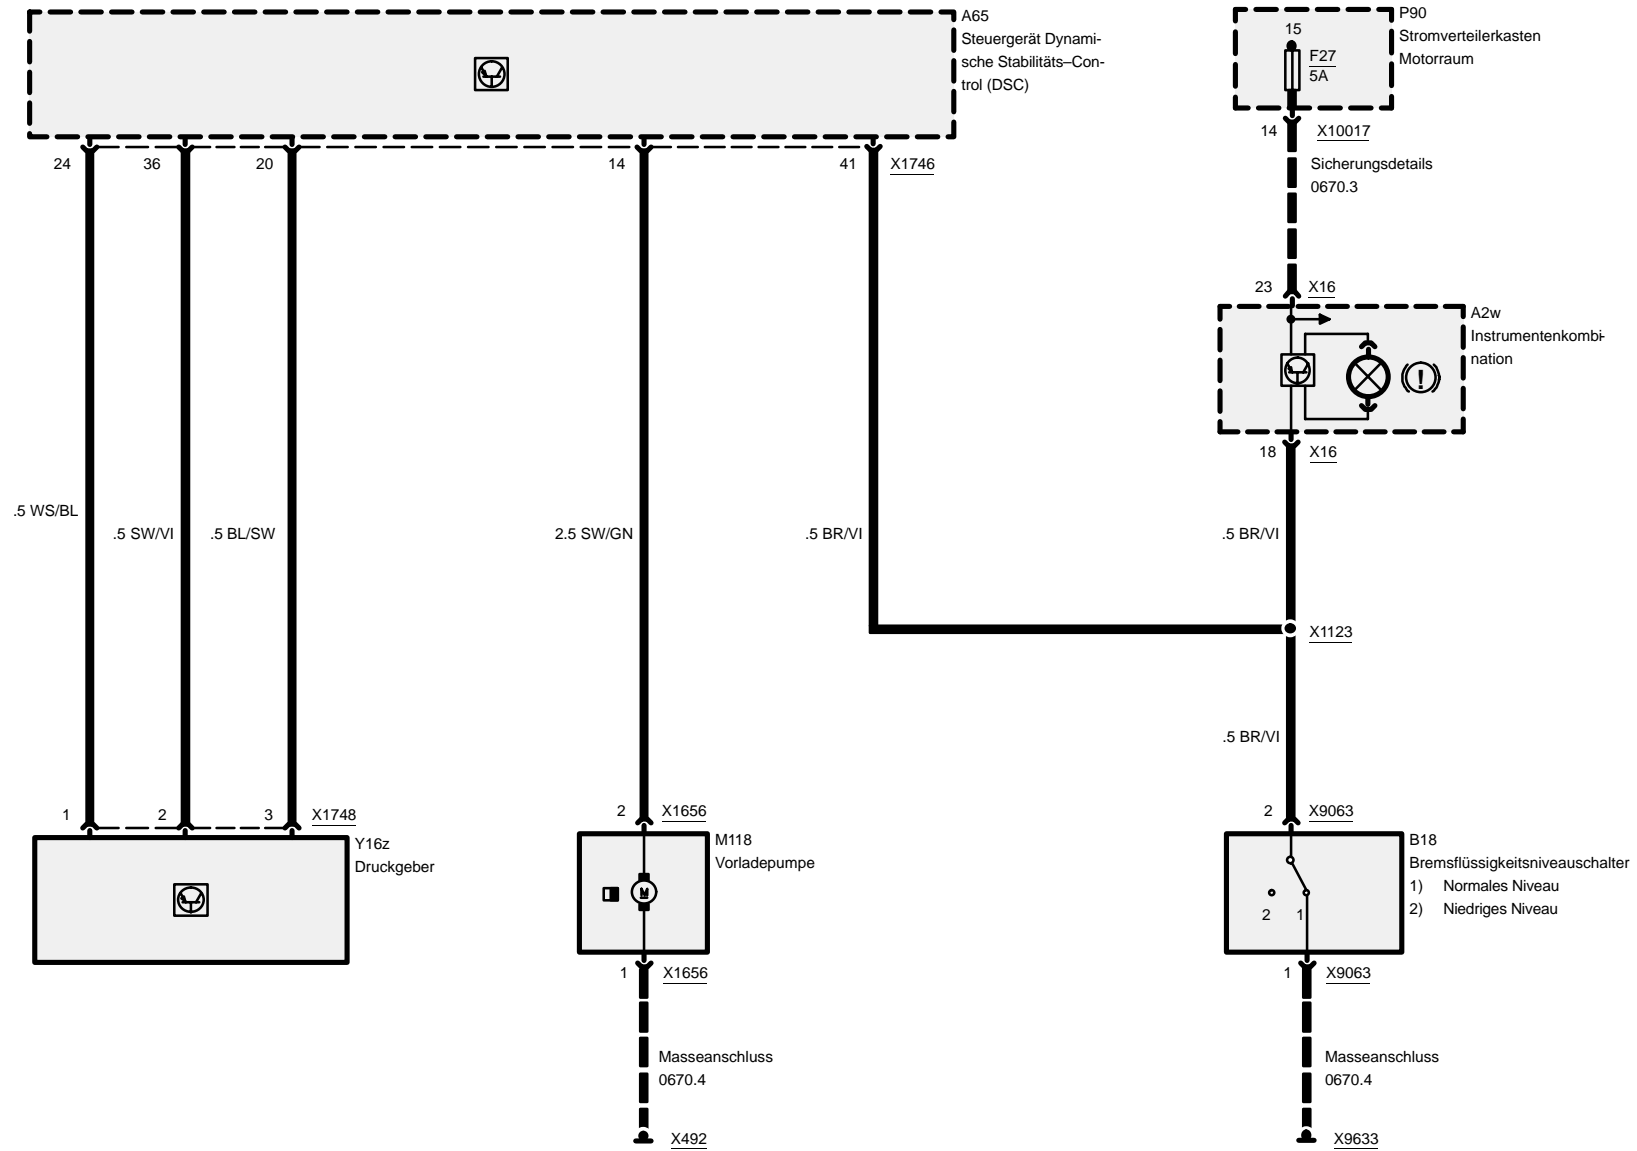 A65
Steuergerät Dynami-
sche Stabilitäts–Con-
trol (DSC)
P90
Stromverteilerkasten
Motorraum
15
F27
5A
24
36
20
14
41
X1746
14
X10017
Sicherungsdetails
0670.3
23
X16
A2w
Instrumentenkombi-
nation
!
18
X16
.5 WS/BL
.5 SW/VI
.5 BL/SW
2.5 SW/GN
.5 BR/VI
.5 BR/VI
X1123
.5 BR/VI
1
2
3
X1748
2
X1656
2
X9063
Y16z
Druckgeber
M118
Vorladepumpe
M
B18
Bremsflüssigkeitsniveauschalter
1) Normales Niveau
2) Niedriges Niveau
2
1
1
X1656
1
X9063
Masseanschluss
0670.4
Masseanschluss
0670.4
X492
X9633